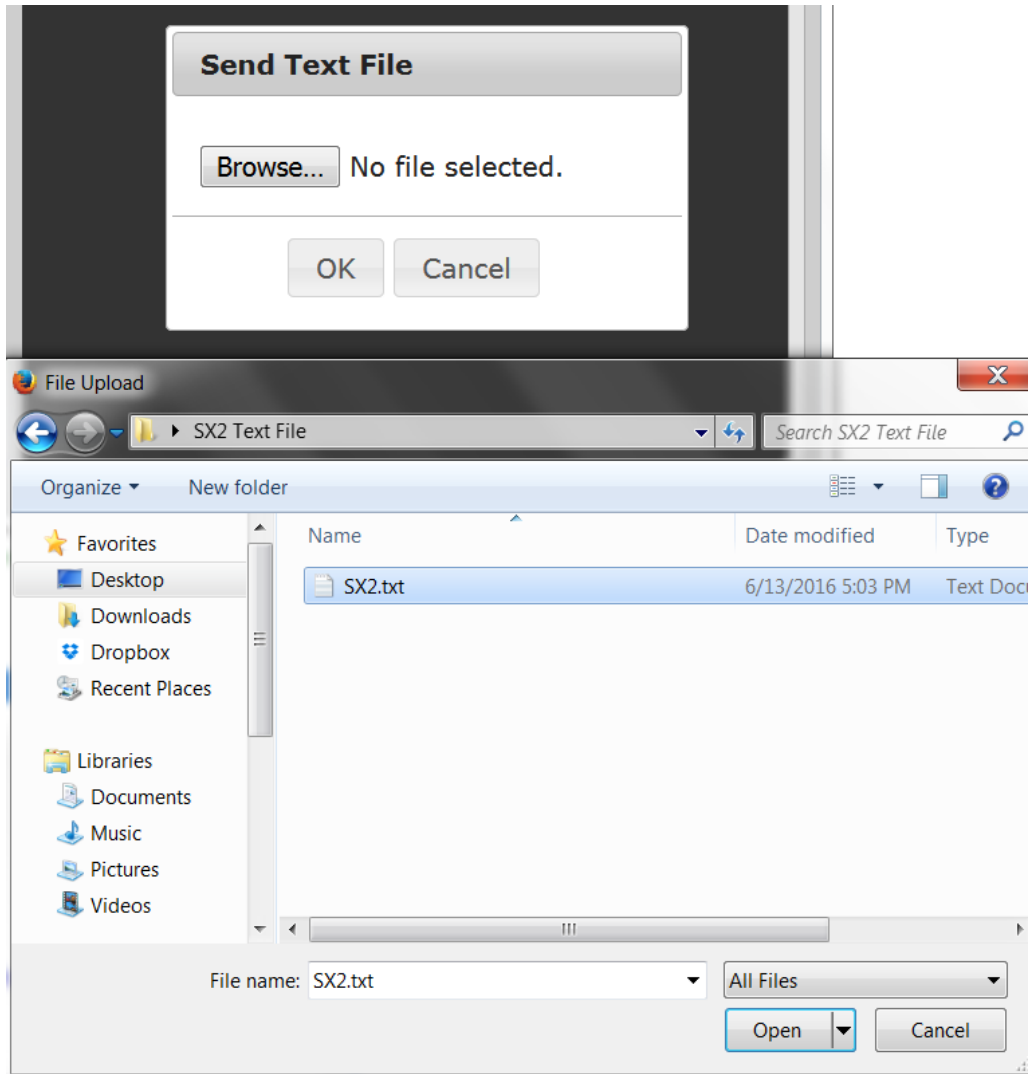 Send Text File
Browse... No file selected.
OK Cancel
File Upload
SX2 Text File
Search SX2 Text File
Organize New folder
Favorites
Desktop
Downloads
Dropbox
Recent Places
Libraries
Documents
Music
Pictures
Videos
Name Date modified Type
SX2.txt 6/13/2016 5:03 PM Text Doc
File name: SX2.txt All Files
Open Cancel